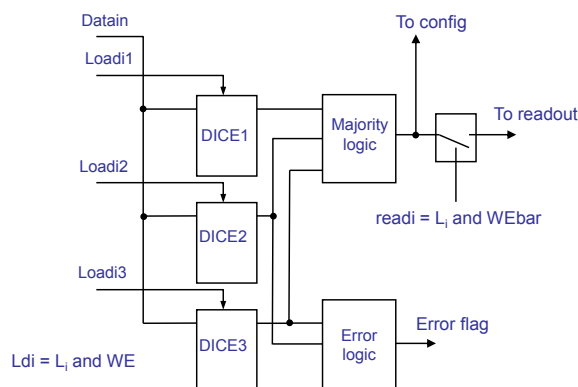 Datain
Loadi1
To config
To readout
DICE1
Majority
logic
Loadi2
readi = Li and WEbar
DICE2
Loadi3
Error flag
DICE3
Error
logic
Ldi = Li and WE